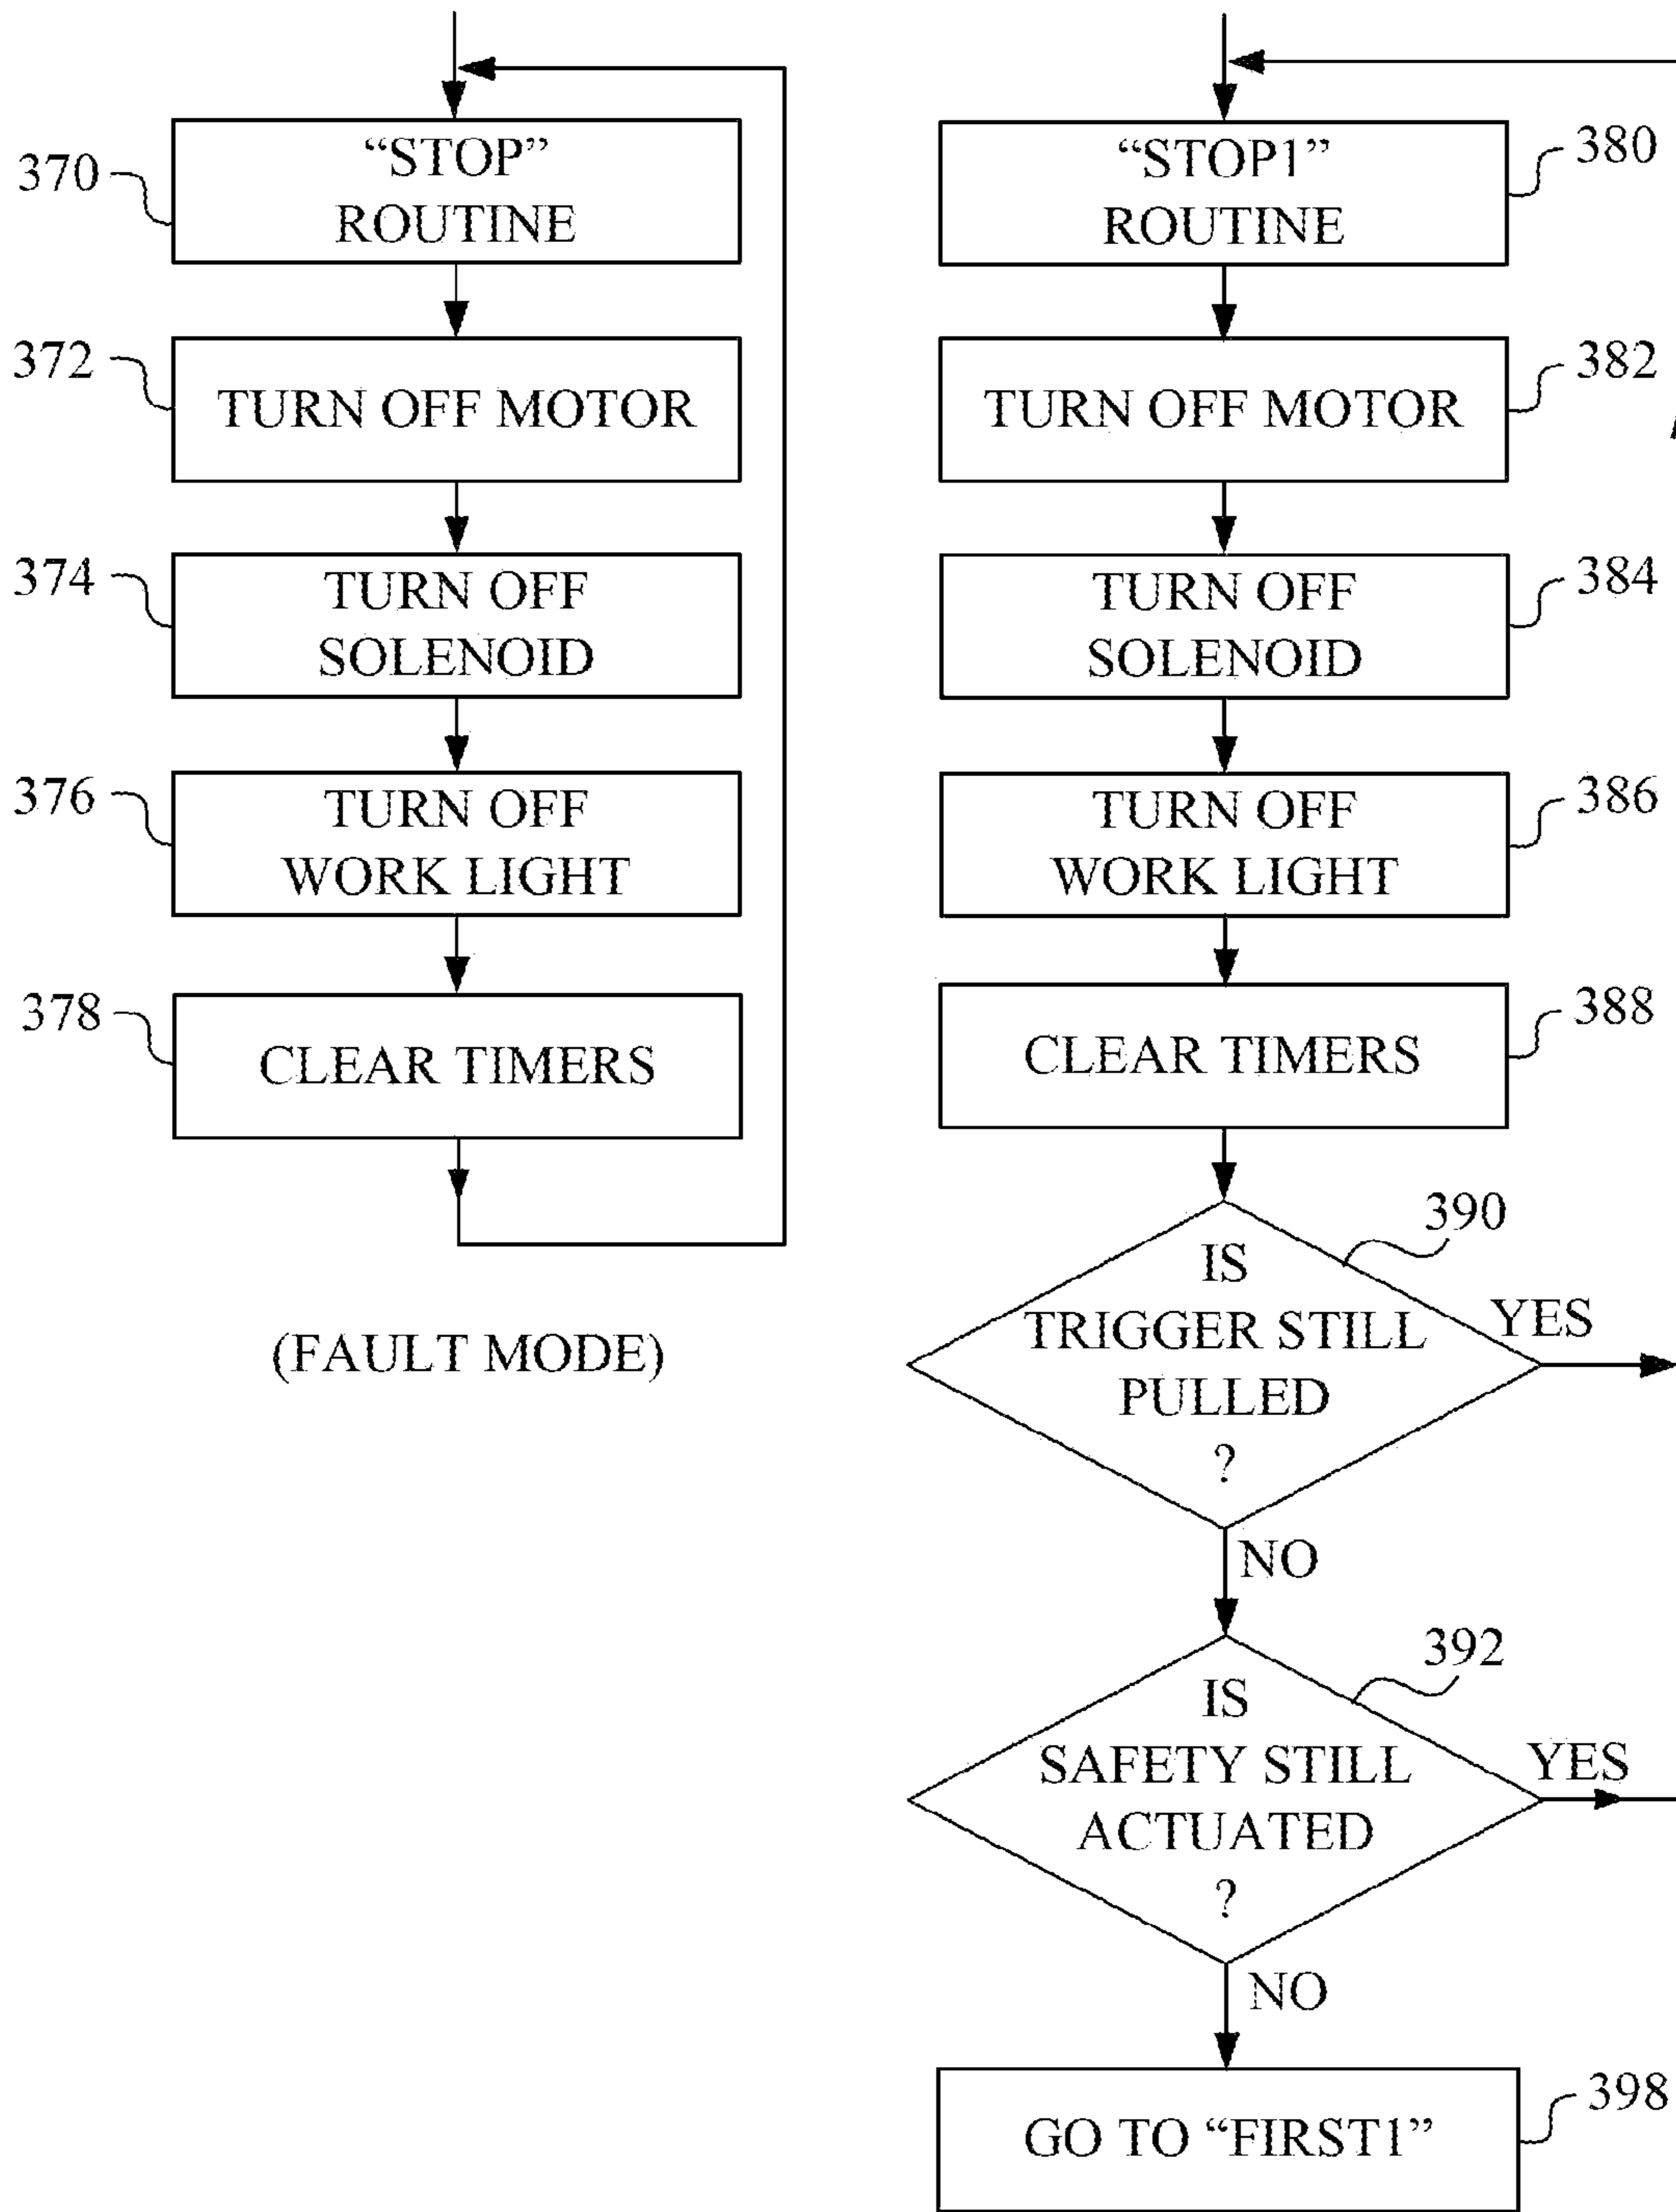 370
“STOP”
ROUTINE
372
TURN OFF MOTOR
374
TURN OFF
SOLENOID
376
TURN OFF
WORK LIGHT
378
CLEAR TIMERS
(FAULT MODE)
“STOP1”
ROUTINE
380
TURN OFF MOTOR
382
TURN OFF
SOLENOID
384
TURN OFF
WORK LIGHT
386
CLEAR TIMERS
388
390
IS
TRIGGER STILL
PULLED
?
YES
NO
392
IS
SAFETY STILL
ACTUATED
?
YES
NO
GO TO “FIRST1”
398